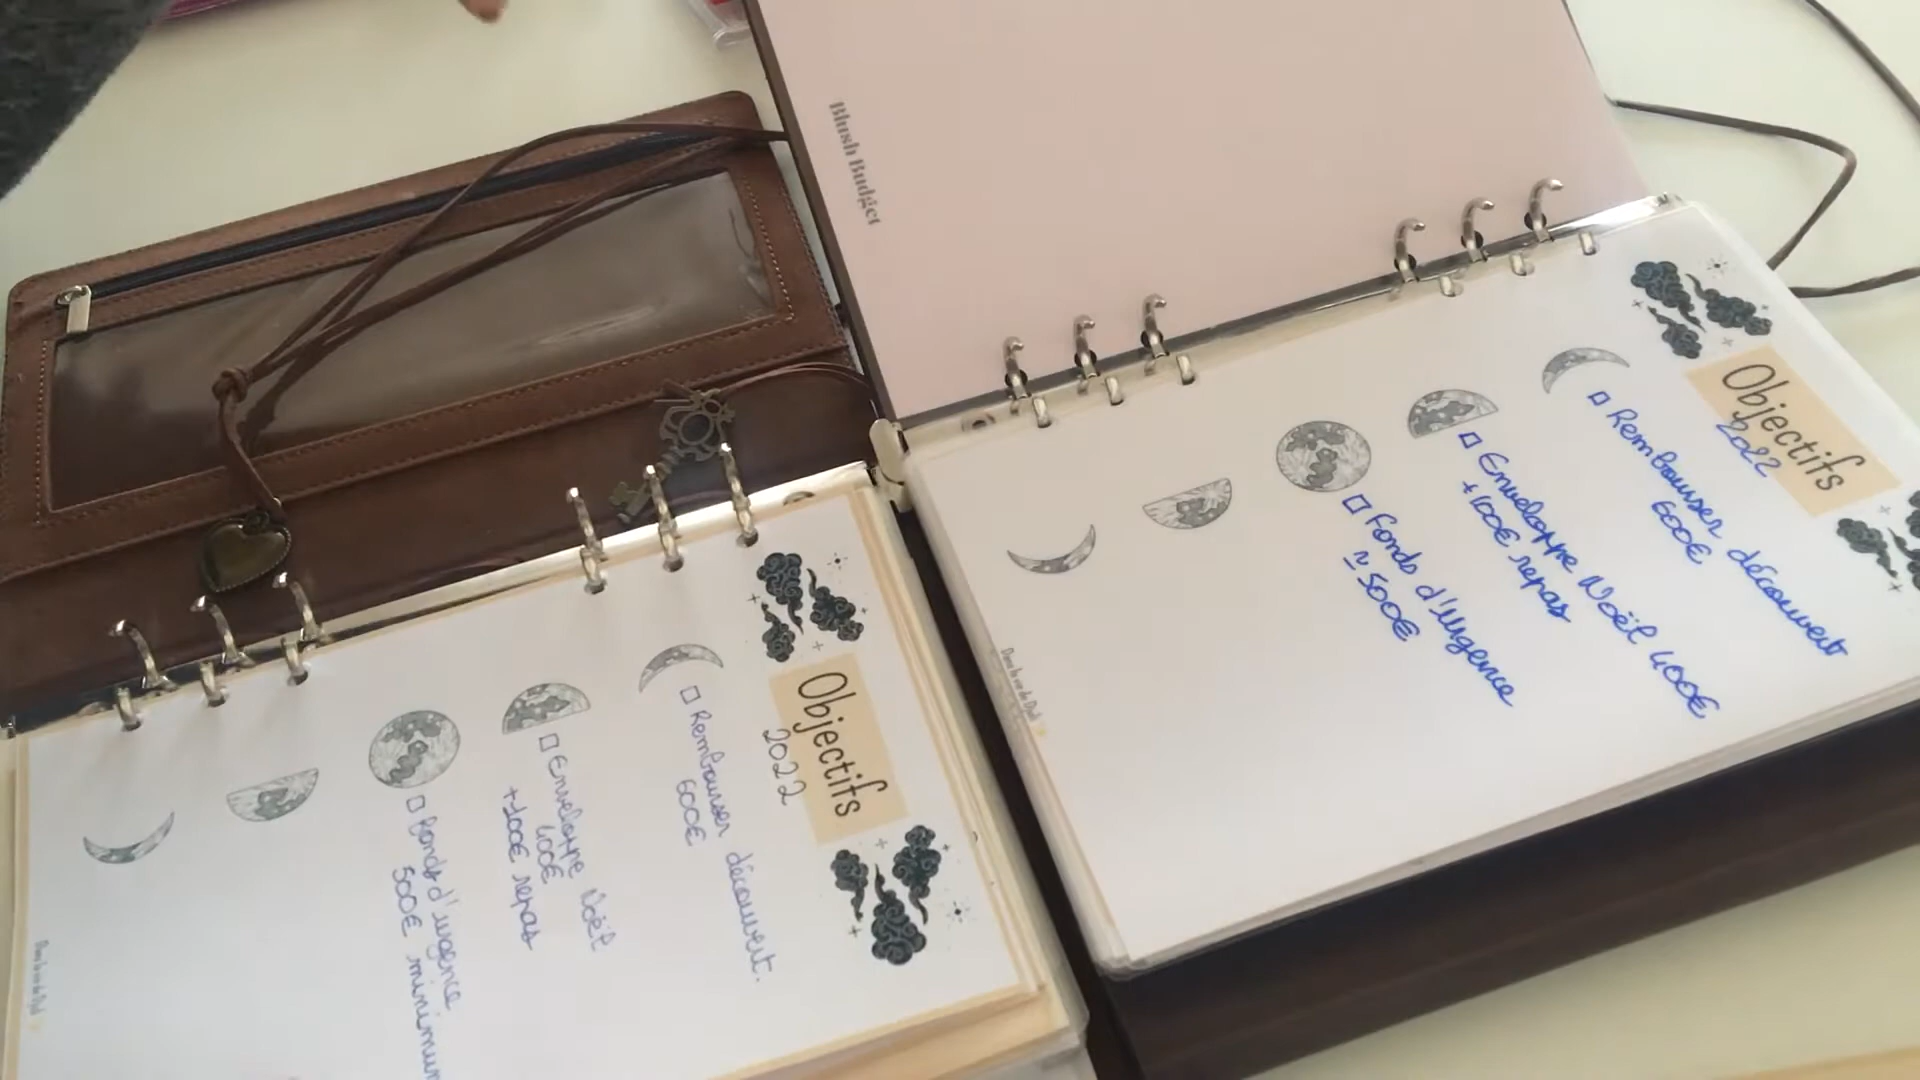 Blush Budget
Objectifs
2022
Rembourser découvert
600€
Enveloppe Noël 400€
+100€ repas
Fonds d'urgence
≈ 500€
Objectifs
2022
Rembourser découvert.
600€
Enveloppe Noël
400€
+100€ repas
Fonds d'urgence
500€ minimum